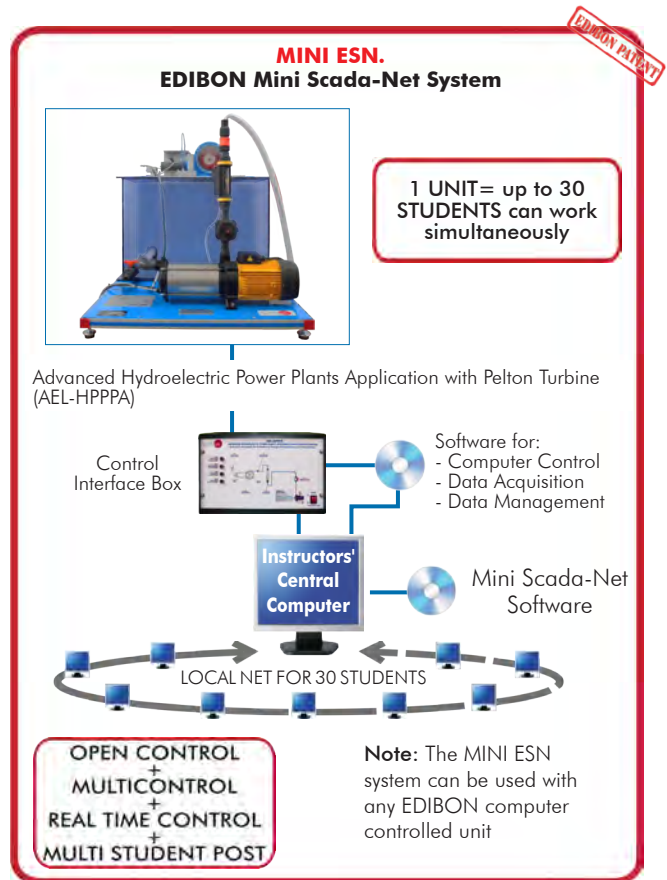 EDIBON PATENT
MINI ESN.
EDIBON Mini Scada-Net System
1 UNIT= up to 30
STUDENTS can work
simultaneously
Advanced Hydroelectric Power Plants Application with Pelton Turbine
(AEL-HPPPA)
Control
Interface Box
Software for:
- Computer Control
- Data Acquisition
- Data Management
Instructors'
Central
Computer
Mini Scada-Net
Software
LOCAL NET FOR 30 STUDENTS
OPEN CONTROL
+
MULTICONTROL
+
REAL TIME CONTROL
+
MULTI STUDENT POST
Note: The MINI ESN
system can be used with
any EDIBON computer
controlled unit